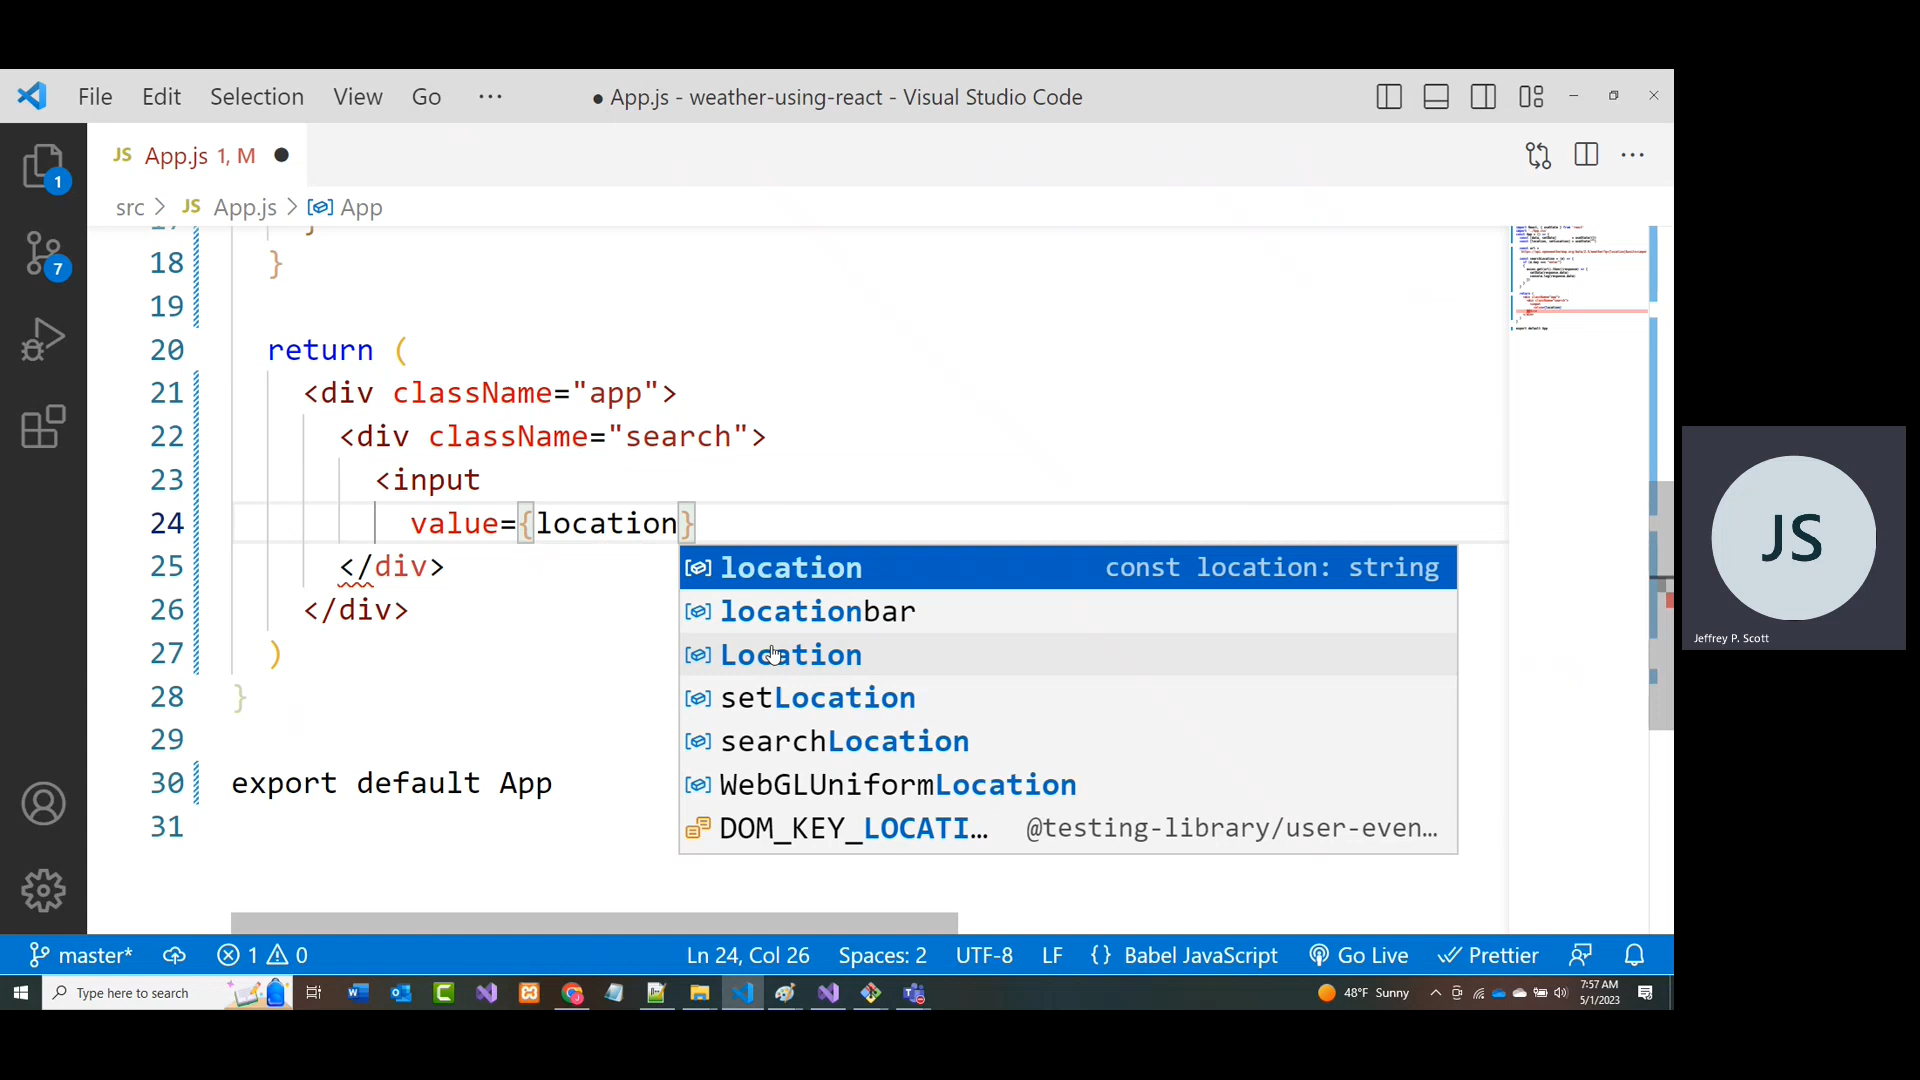 File Edit Selection View Go ···
● App.js - weather-using-react - Visual Studio Code
JS App.js 1, M ●
src > JS App.js > App
1
7
18 }
19
20 return (
21 <div className="app">
22 <div className="search">
23 <input
24 value={location}
25 </div>
26 </div>
27 )
28 }
29
30 export default App
31
location const location: string
locationbar
Location
setLocation
searchLocation
WebGLUniformLocation
DOM_KEY_LOCATI… @testing-library/user-even…
JS
Jeffrey P. Scott
master* 1 0 Ln 24, Col 26 Spaces: 2 UTF-8 LF {} Babel JavaScript Go Live Prettier
Type here to search
48°F Sunny
7:57 AM
5/1/2023